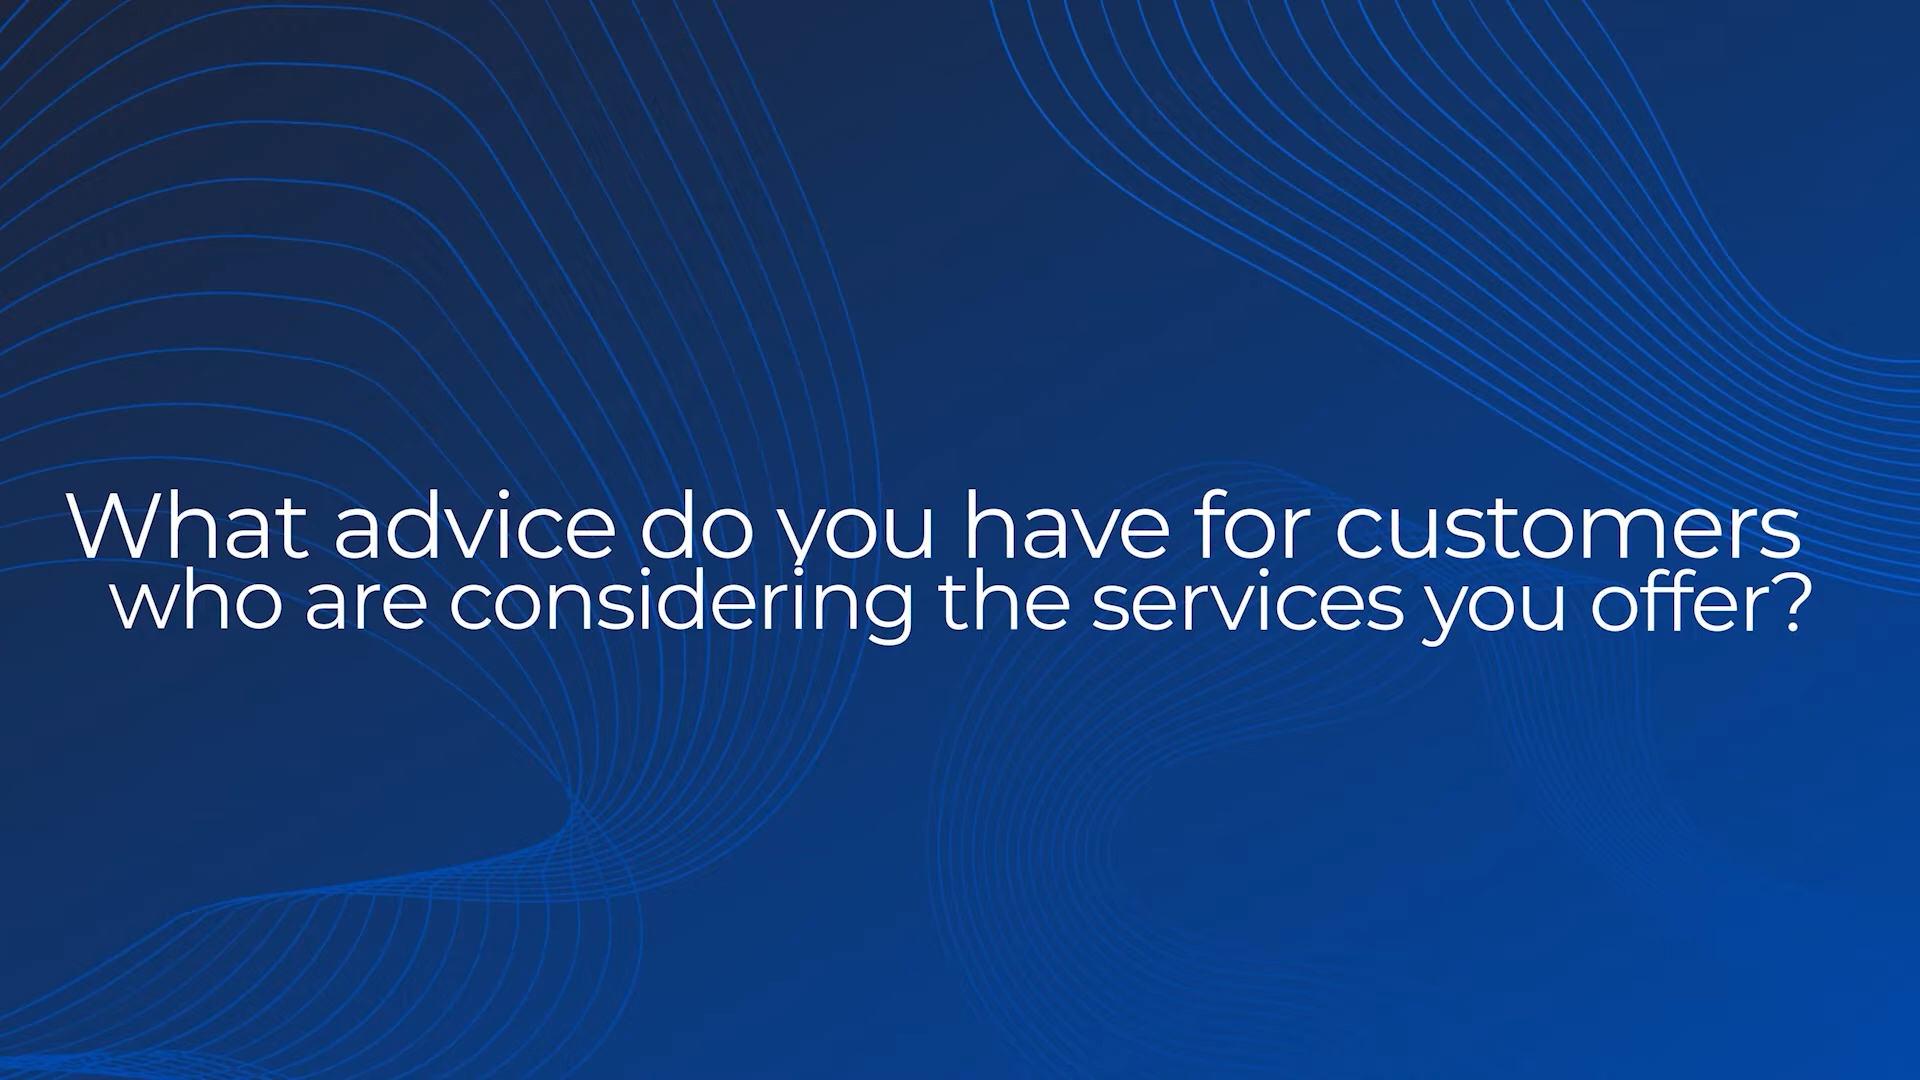 What advice do you have for customers
who are considering the services you offer?